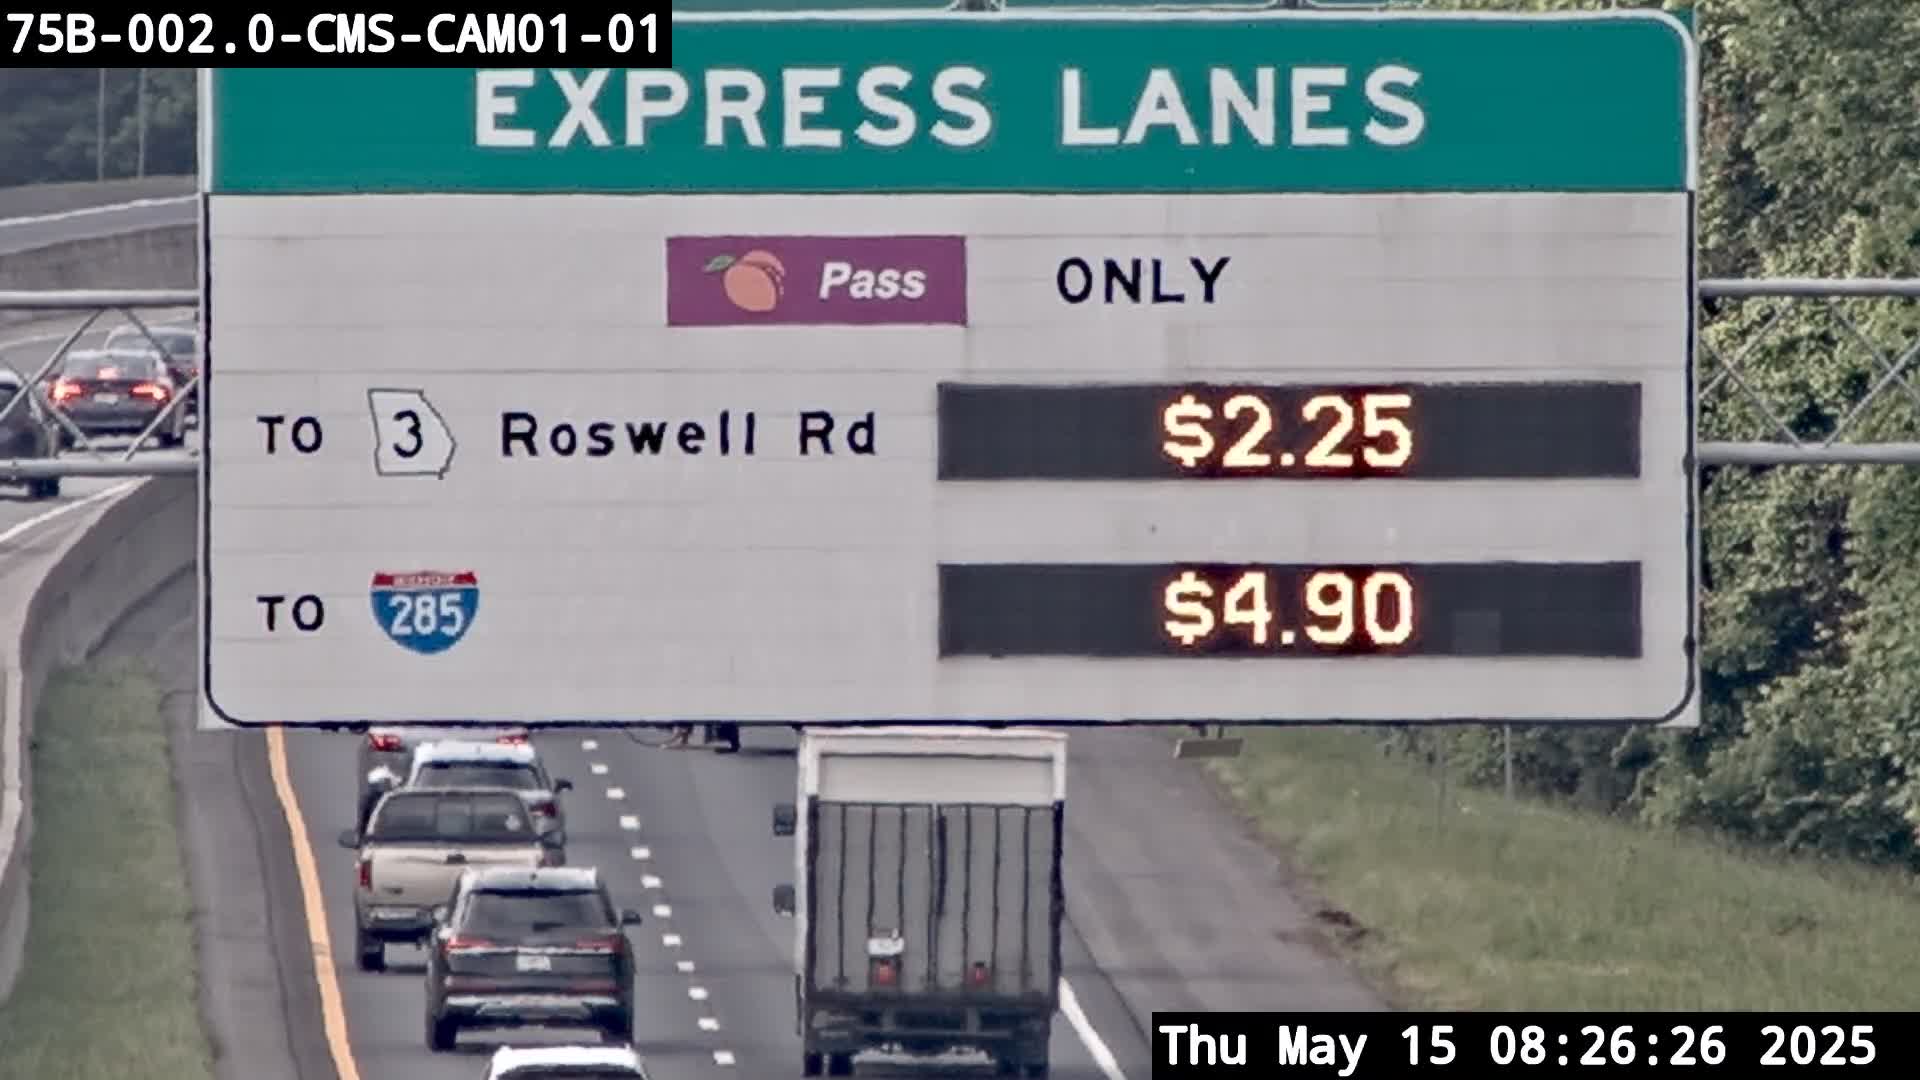 75B-002.0-CMS-CAM01-01
EXPRESS LANES
Pass ONLY
TO 3 Roswell Rd $2.25
TO 285 $4.90
Thu May 15 08:26:26 2025